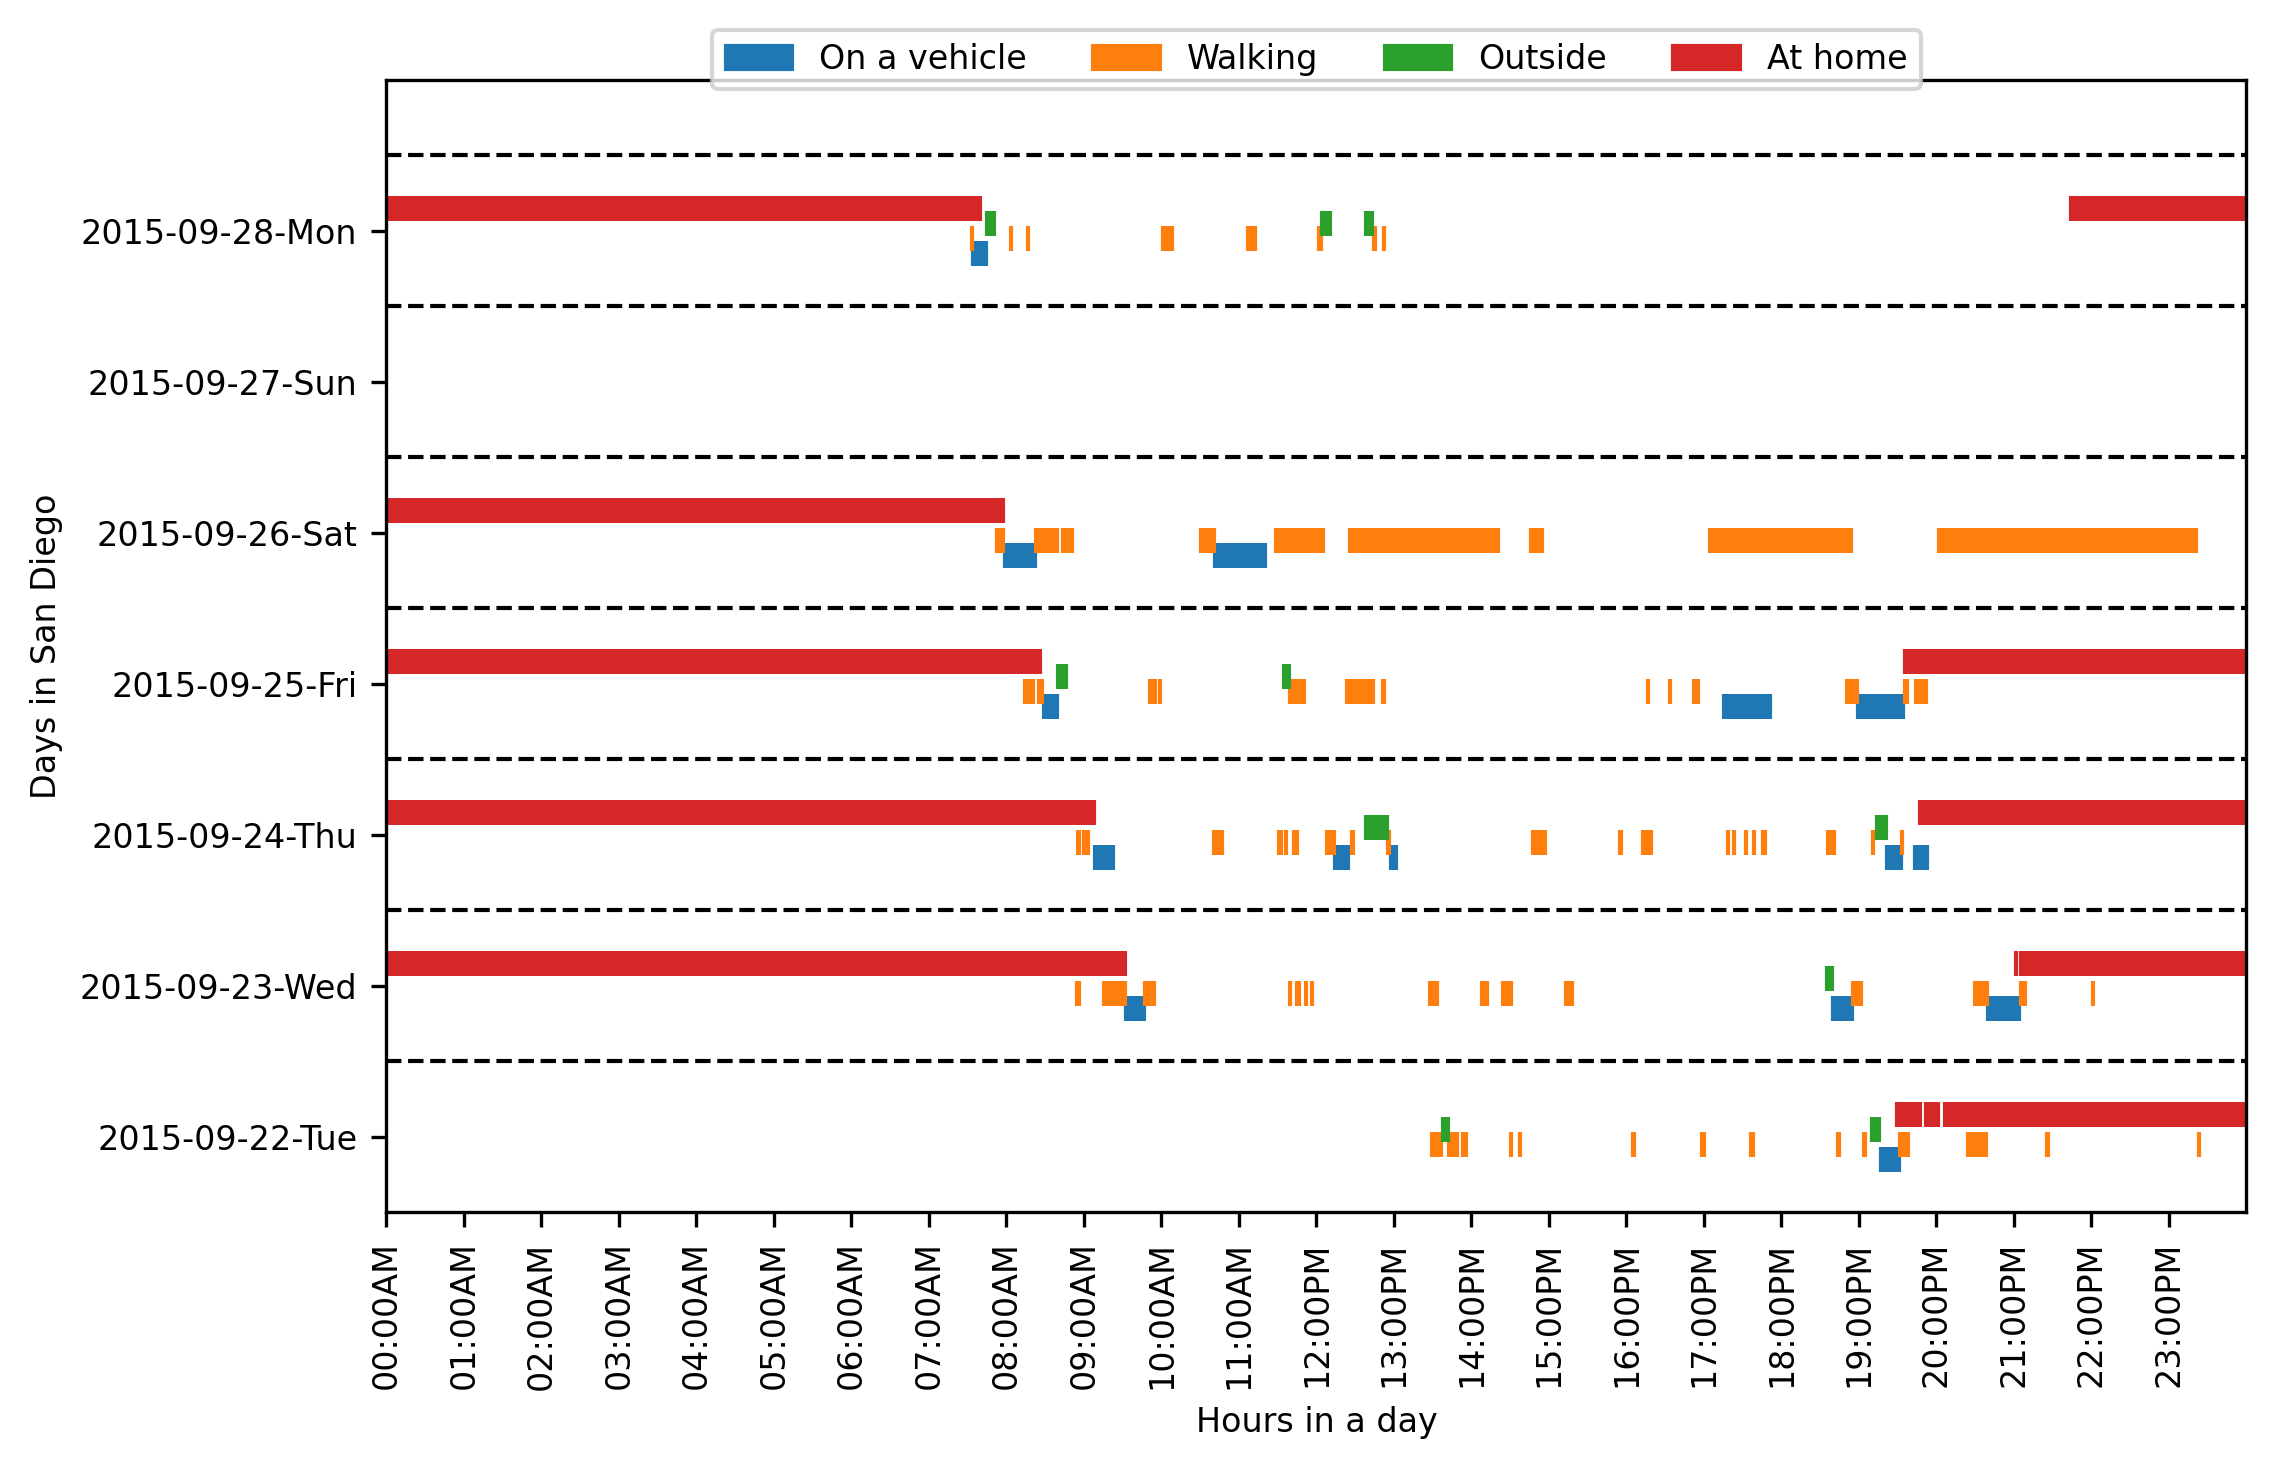 On a vehicle Walking Outside At home
2015-09-28-Mon
2015-09-27-Sun
2015-09-26-Sat
2015-09-25-Fri
2015-09-24-Thu
2015-09-23-Wed
2015-09-22-Tue
Days in San Diego
00:00AM 01:00AM 02:00AM 03:00AM 04:00AM 05:00AM 06:00AM 07:00AM 08:00AM 09:00AM 10:00AM 11:00AM 12:00PM 13:00PM 14:00PM 15:00PM 16:00PM 17:00PM 18:00PM 19:00PM 20:00PM 21:00PM 22:00PM 23:00PM
Hours in a day